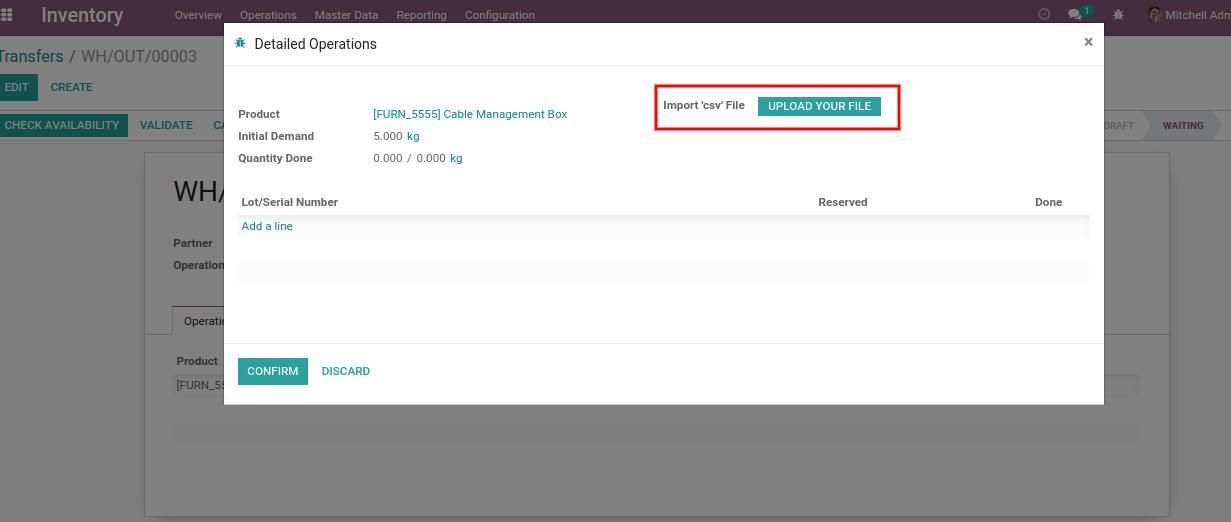 Inventory Overview Operations Master Data Reporting Configuration 1 Mitchell Adm
Transfers / WH/OUT/00003
EDIT CREATE
CHECK AVAILABILITY VALIDATE CA
DRAFT WAITING
Detailed Operations ×
Import 'csv' File UPLOAD YOUR FILE
Product [FURN_5555] Cable Management Box
Initial Demand 5.000 kg
Quantity Done 0.000 / 0.000 kg
Lot/Serial Number Reserved Done
Add a line
CONFIRM DISCARD
WH/
Partner
Operation
Operatio
Product
[FURN_55